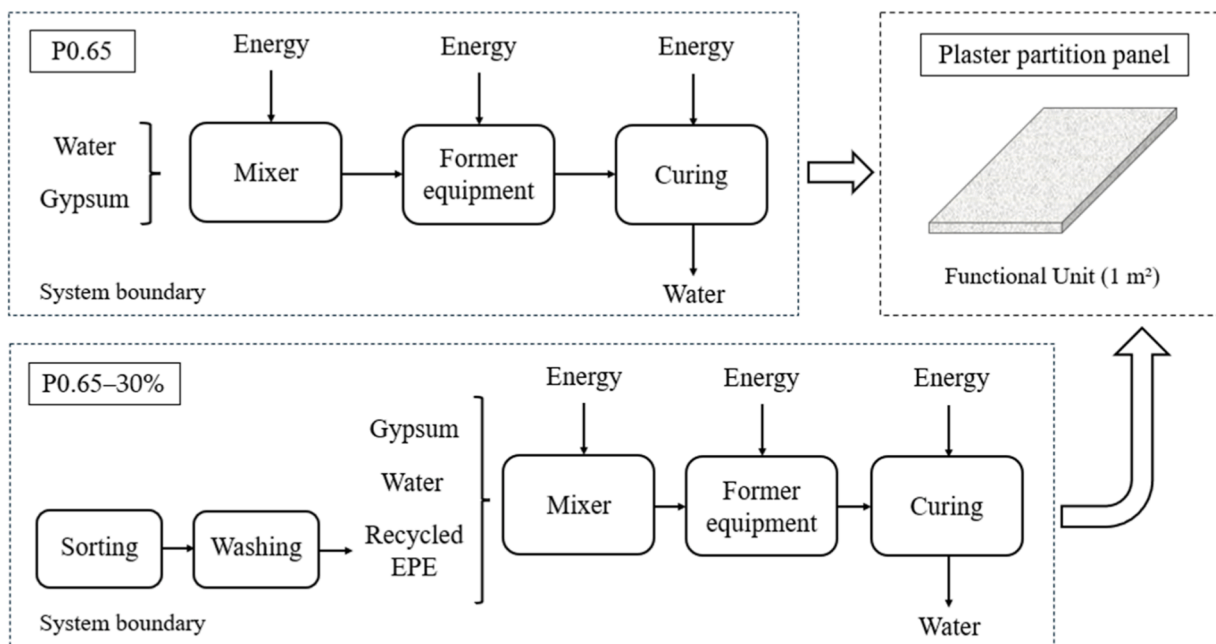 P0.65
Energy
Energy
Energy
Water
Gypsum
Mixer
Former
equipment
Curing
Water
System boundary
Plaster partition panel
Functional Unit (1 m²)
P0.65–30%
Energy
Energy
Energy
Gypsum
Water
Recycled
EPE
Sorting
Washing
Mixer
Former
equipment
Curing
Water
System boundary